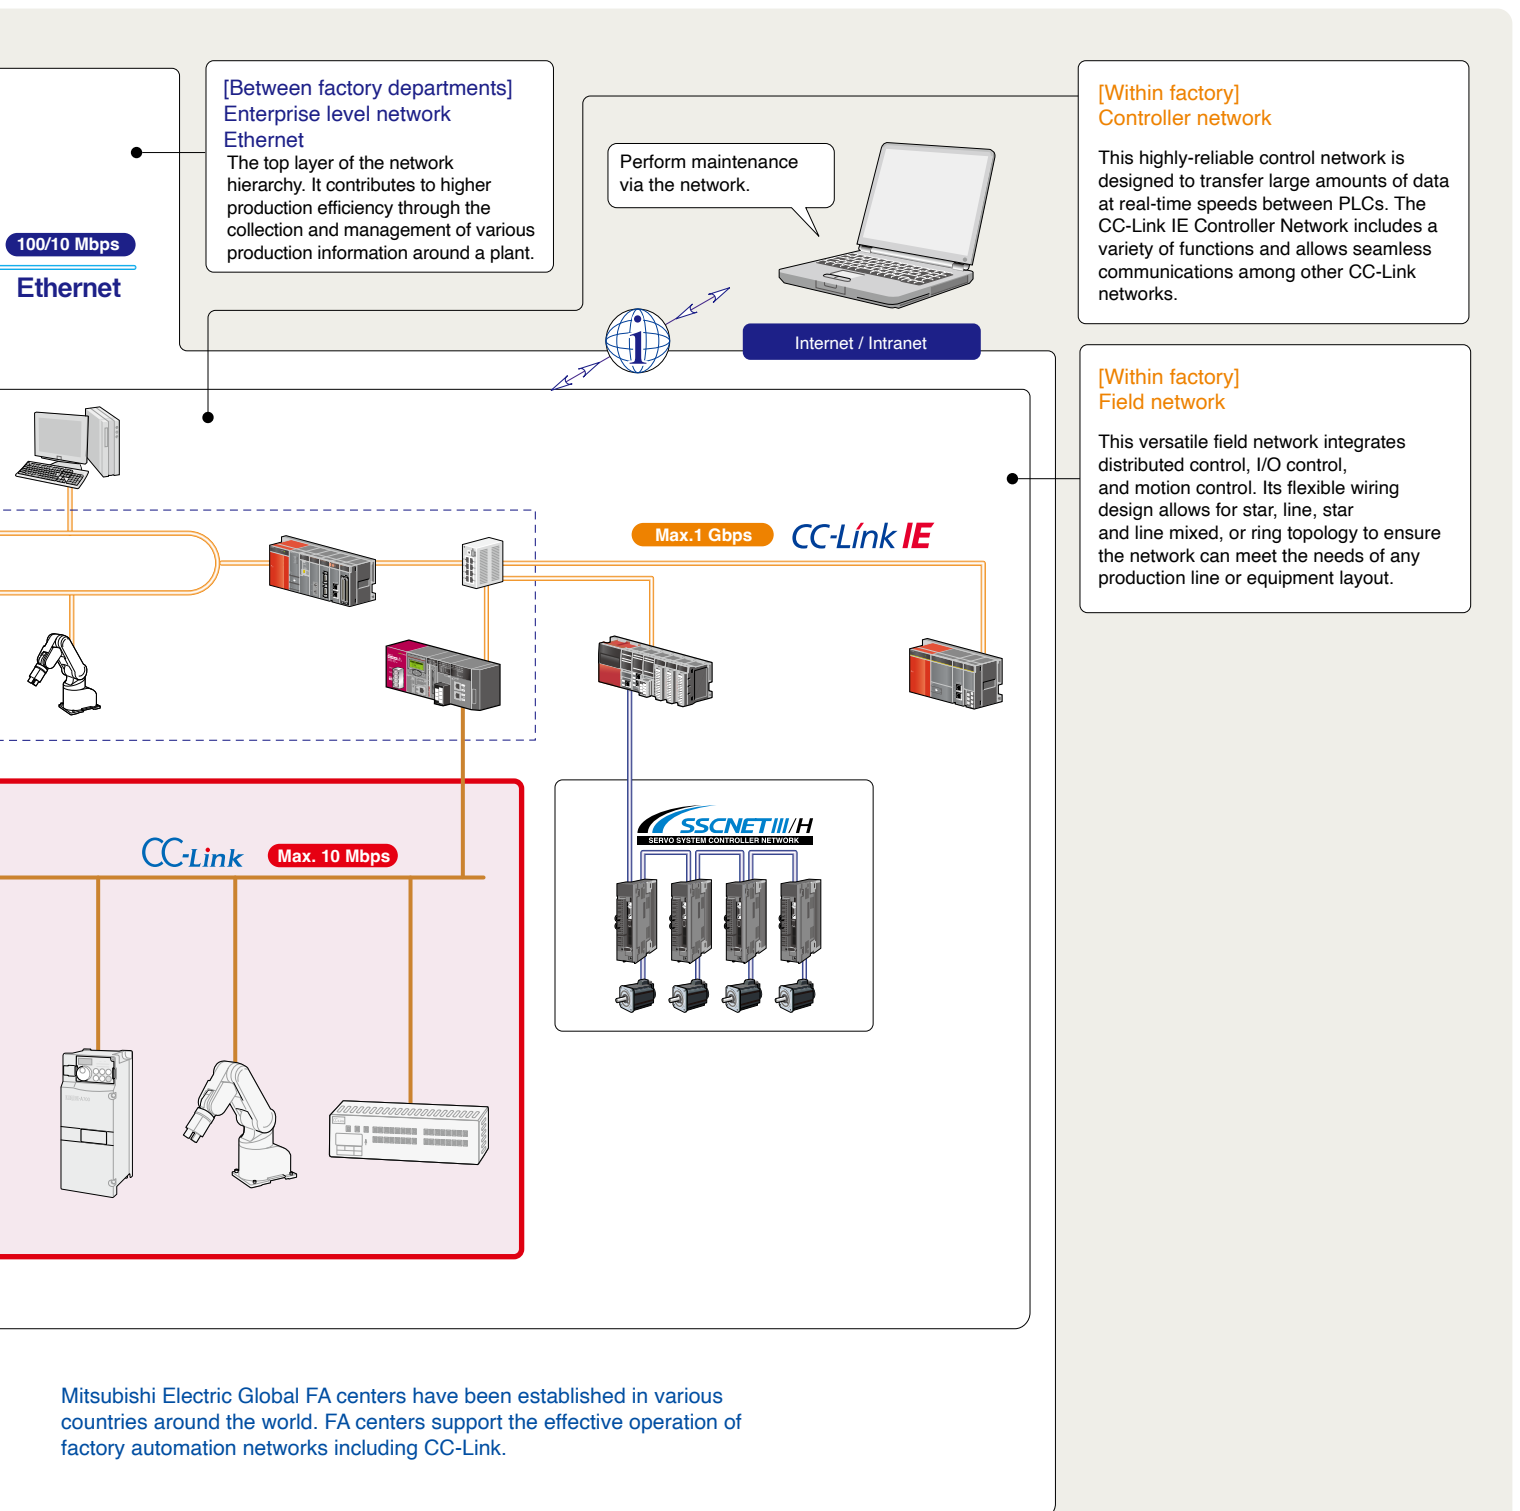 [Between factory departments]
Enterprise level network
Ethernet
The top layer of the network
hierarchy. It contributes to higher
production efficiency through the
collection and management of various
production information around a plant.
100/10 Mbps
Ethernet
Perform maintenance
via the network.
Internet / Intranet
[Within factory]
Controller network
This highly-reliable control network is
designed to transfer large amounts of data
at real-time speeds between PLCs. The
CC-Link IE Controller Network includes a
variety of functions and allows seamless
communications among other CC-Link
networks.
[Within factory]
Field network
This versatile field network integrates
distributed control, I/O control,
and motion control. Its flexible wiring
design allows for star, line, star
and line mixed, or ring topology to ensure
the network can meet the needs of any
production line or equipment layout.
Max.1 Gbps
CC-Link IE
SSCNETIII/H
SERVO SYSTEM CONTROLLER NETWORK
CC-Link
Max. 10 Mbps
Mitsubishi Electric Global FA centers have been established in various
countries around the world. FA centers support the effective operation of
factory automation networks including CC-Link.